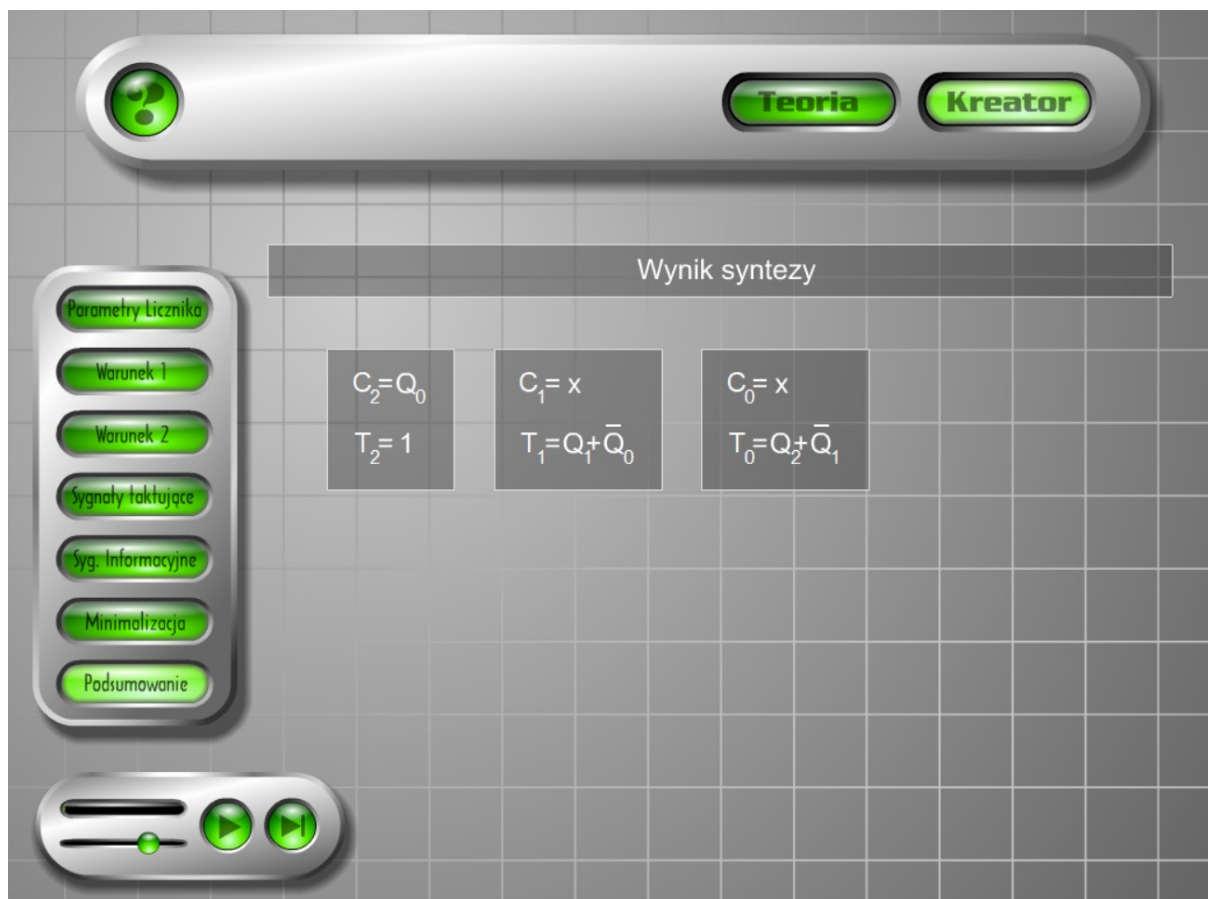 ?
Teoria Kreator
Wynik syntezy
Parametry Licznika
Warunek 1
Warunek 2
Sygnały taktujące
Syg. Informacyjne
Minimalizacja
Podsumowanie
C₂=Q₀
T₂= 1
C₁= x
T₁=Q₁+Q̅₀
C₀= x
T₀=Q₂+Q̅₁